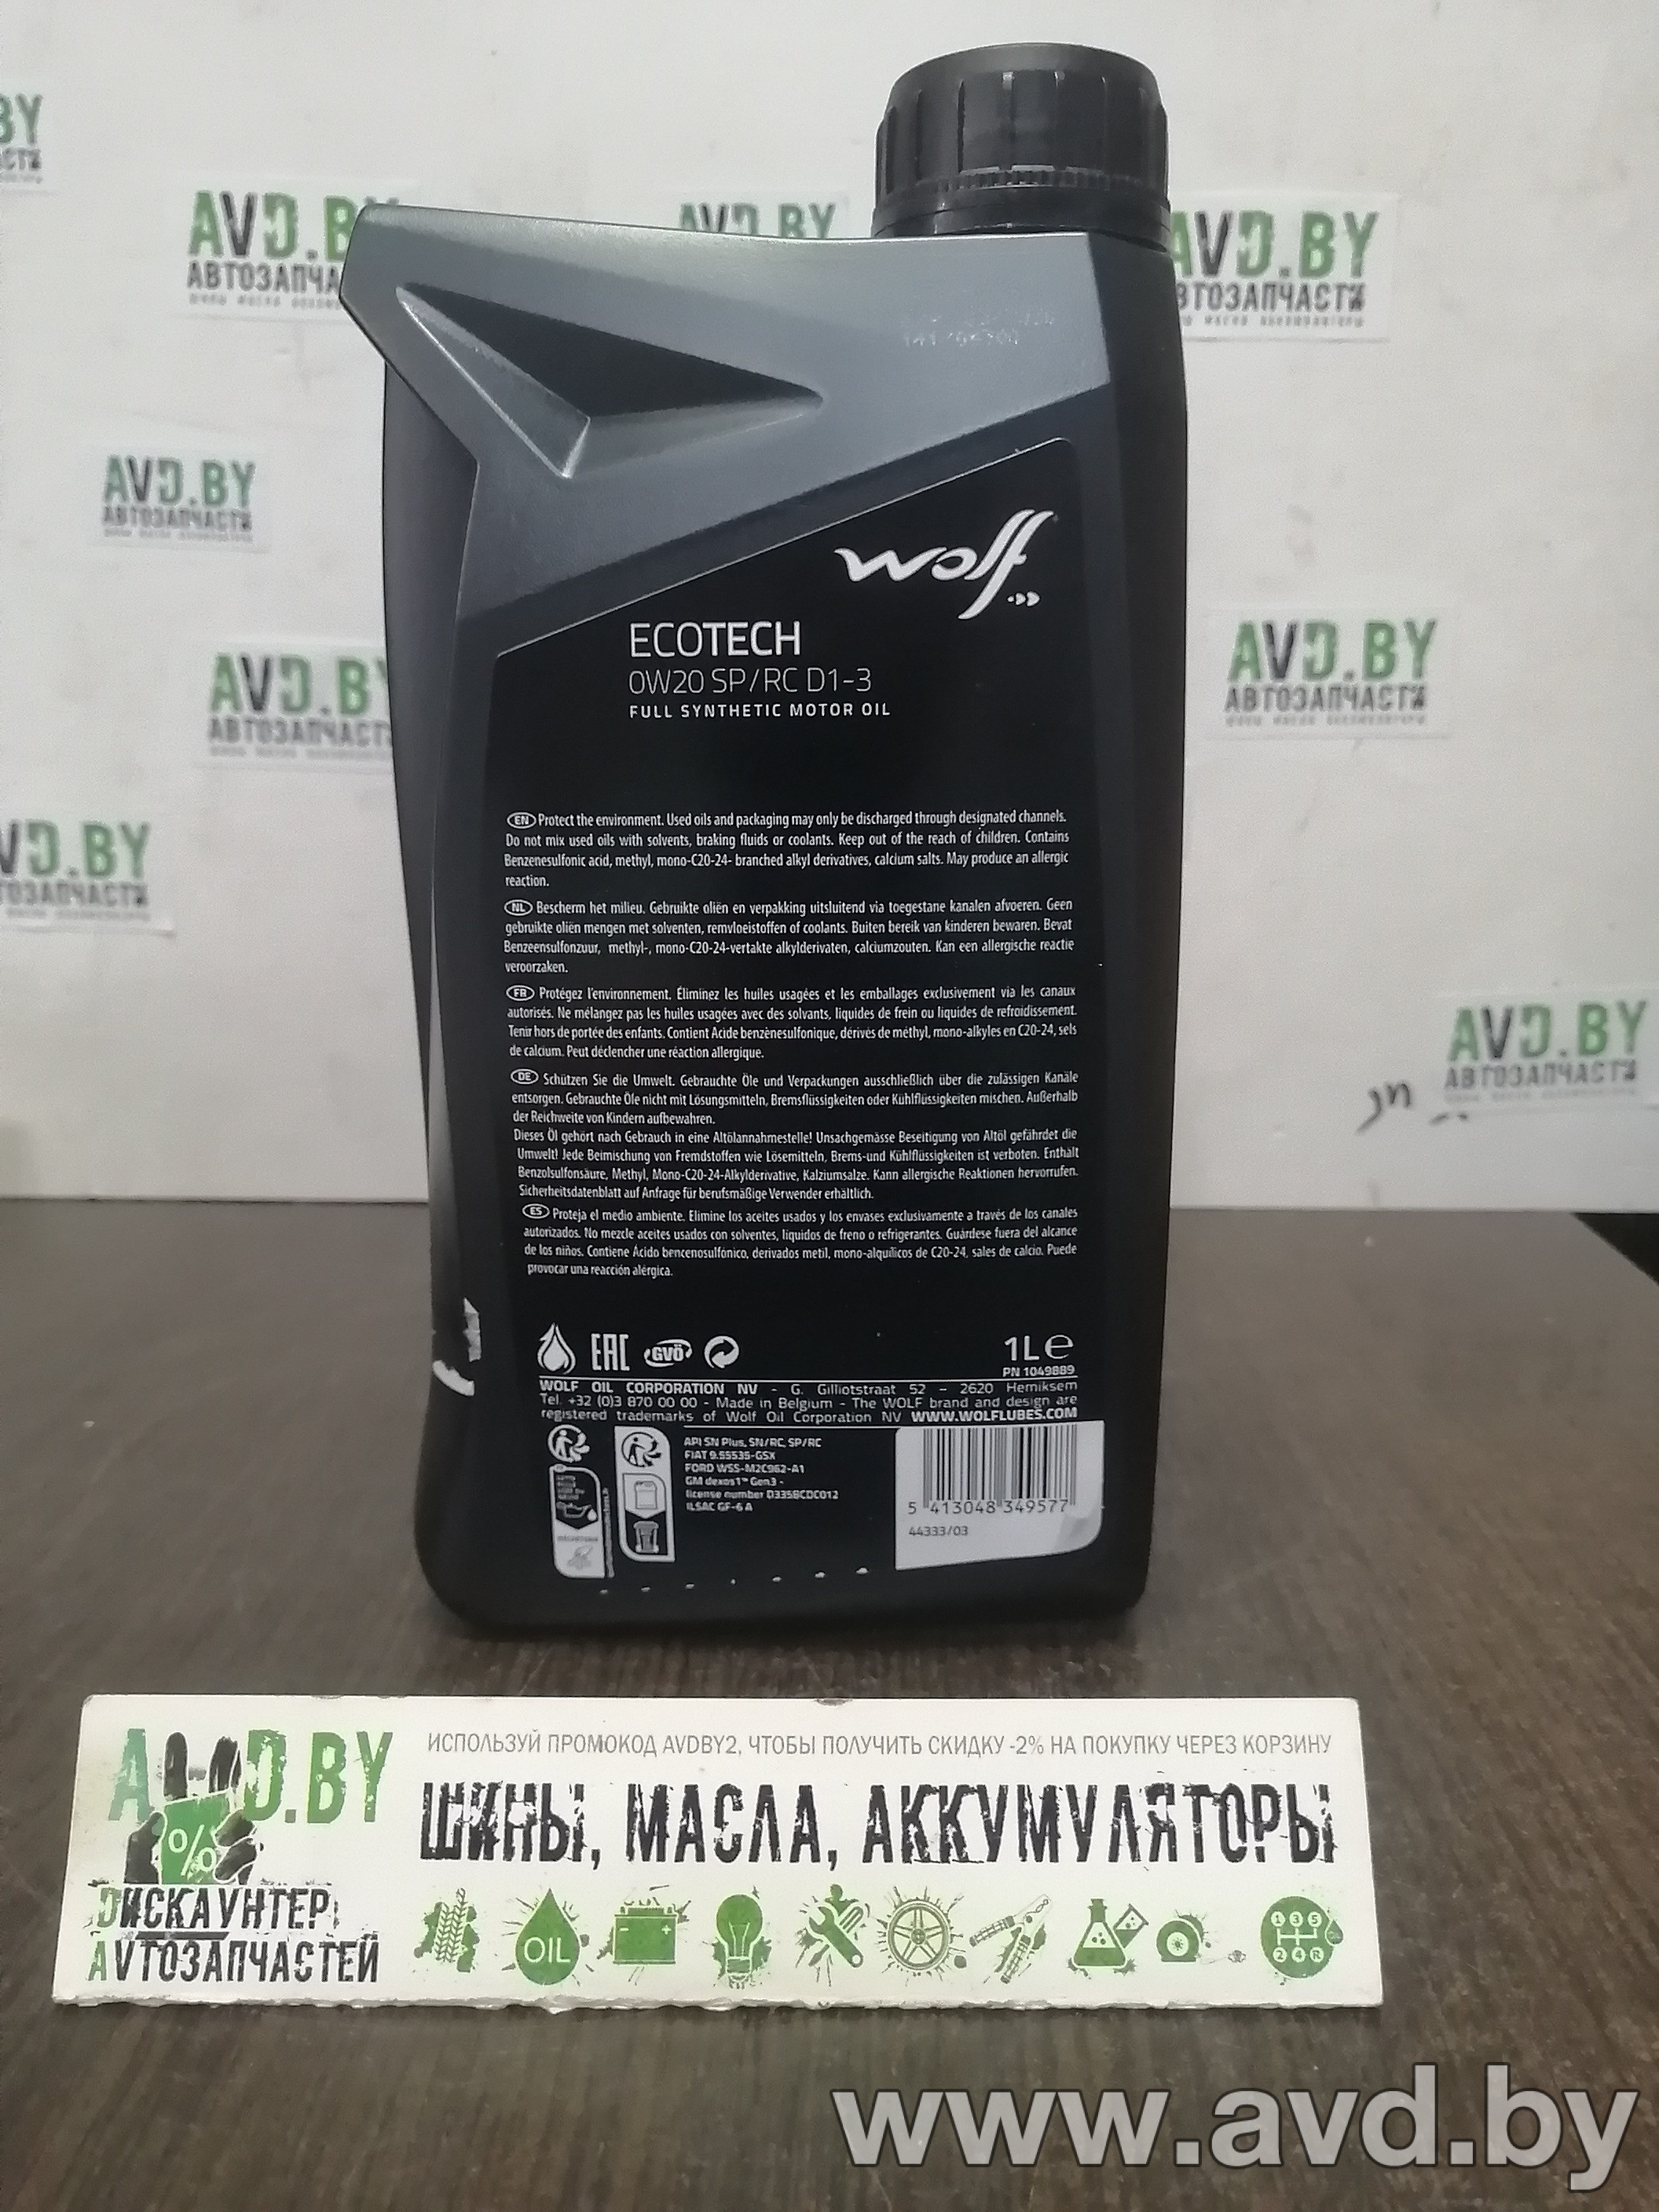 AVD.BY
АВТОЗАПЧАСТИ
AVD.BY
AVD.BY
АВТОЗАПЧАСТИ
AVD.BY
АВТОЗАПЧАСТИ
AVD.BY
АВТОЗАПЧАСТИ
AVD.BY
АВТОЗАПЧАСТИ
wolf
ECOTECH
0W20 SP/RC D1-3
FULL SYNTHETIC MOTOR OIL
EN Protect the environment. Used oils and packaging may only be discharged through designated channels.
Do not mix used oils with solvents, braking fluids or coolants. Keep out of the reach of children. Contains
Benzenesulfonic acid, methyl, mono-C20-24- branched alkyl derivatives, calcium salts. May produce an allergic
reaction.
NL Bescherm het milieu. Gebruikte oliën en verpakking uitsluitend via toegestane kanalen afvoeren. Geen
gebruikte oliën mengen met solventen, remvloeistoffen of coolants. Buiten bereik van kinderen bewaren. Bevat
Benzeensulfonzuur, methyl-, mono-C20-24-vertakte alkylderivaten, calciumzouten. Kan een allergische reactie
veroorzaken.
FR Protégez l'environnement. Éliminez les huiles usagées et les emballages exclusivement via les canaux
autorisés. Ne mélangez pas les huiles usagées avec des solvants, liquides de frein ou liquides de refroidissement.
Tenir hors de portée des enfants. Contient Acide benzènesulfonique, dérivés de méthyl, mono-alkyles en C20-24, sels
de calcium. Peut déclencher une réaction allergique.
DE Schützen Sie die Umwelt. Gebrauchte Öle und Verpackungen ausschließlich über die zulässigen Kanäle
entsorgen. Gebrauchte Öle nicht mit Lösungsmitteln, Bremsflüssigkeiten oder Kühlflüssigkeiten mischen. Außerhalb
der Reichweite von Kindern aufbewahren.
Dieses Öl gehört nach Gebrauch in eine Altölannahmestelle! Unsachgemässe Beseitigung von Altöl gefährdet die
Umwelt! Jede Beimischung von Fremdstoffen wie Lösemitteln, Brems-und Kühlflüssigkeiten ist verboten. Enthält
Benzolsulfonsäure, Methyl, Mono-C20-24-Alkylderivative, Kalziumsalze. Kann allergische Reaktionen hervorrufen.
Sicherheitsdatenblatt auf Anfrage für berufsmäßige Verwender erhältlich.
ES Proteja el medio ambiente. Elimine los aceites usados y los envases exclusivamente a través de los canales
autorizados. No mezcle aceites usados con solventes, líquidos de freno o refrigerantes. Guárdese fuera del alcance
de los niños. Contiene Ácido bencenosulfónico, derivados metil, mono-alquílicos de C20-24, sales de calcio. Puede
provocar una reacción alérgica.
EAC GVÖ 1L e
PN 1049889
WOLF OIL CORPORATION NV - G. Gilliotstraat 52 - 2620 Hemiksem
Tel. +32 (0)3 870 00 00 - Made in Belgium - The WOLF brand and design are
registered trademarks of Wolf Oil Corporation NV WWW.WOLFLUBES.COM
API SN Plus, SN/RC, SP/RC
FIAT 9.55535-GSX
FORD WSS-M2C962-A1
GM dexos1™ Gen3 -
license number D335BCDC012
ILSAC GF-6 A
5 413048 349577
44333/03
AVD.BY
ДИСКАУНТЕР
АVТОЗАПЧАСТЕЙ
ИСПОЛЬЗУЙ ПРОМОКОД AVDBY2, ЧТОБЫ ПОЛУЧИТЬ СКИДКУ -2% НА ПОКУПКУ ЧЕРЕЗ КОРЗИНУ
ШИНЫ, МАСЛА, АККУМУЛЯТОРЫ
OIL
1 3 5
2 4 R
www.avd.by